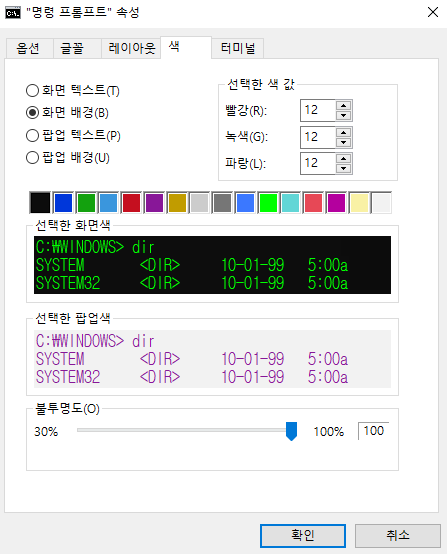 "명령 프롬프트" 속성
옵션 글꼴 레이아웃 색 터미널
화면 텍스트(T)
화면 배경(B)
팝업 텍스트(P)
팝업 배경(U)
선택한 색 값
빨강(R): 12
녹색(G): 12
파랑(L): 12
선택한 화면색
C:₩WINDOWS> dir
SYSTEM <DIR> 10-01-99 5:00a
SYSTEM32 <DIR> 10-01-99 5:00a
선택한 팝업색
C:₩WINDOWS> dir
SYSTEM <DIR> 10-01-99 5:00a
SYSTEM32 <DIR> 10-01-99 5:00a
불투명도(O)
30% 100% 100
확인 취소